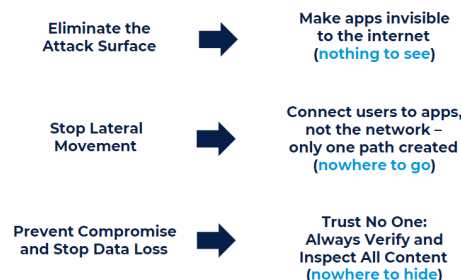 Eliminate the
Attack Surface
Make apps invisible
to the internet
(nothing to see)
Stop Lateral
Movement
Connect users to apps,
not the network –
only one path created
(nowhere to go)
Prevent Compromise
and Stop Data Loss
Trust No One:
Always Verify and
Inspect All Content
(nowhere to hide)